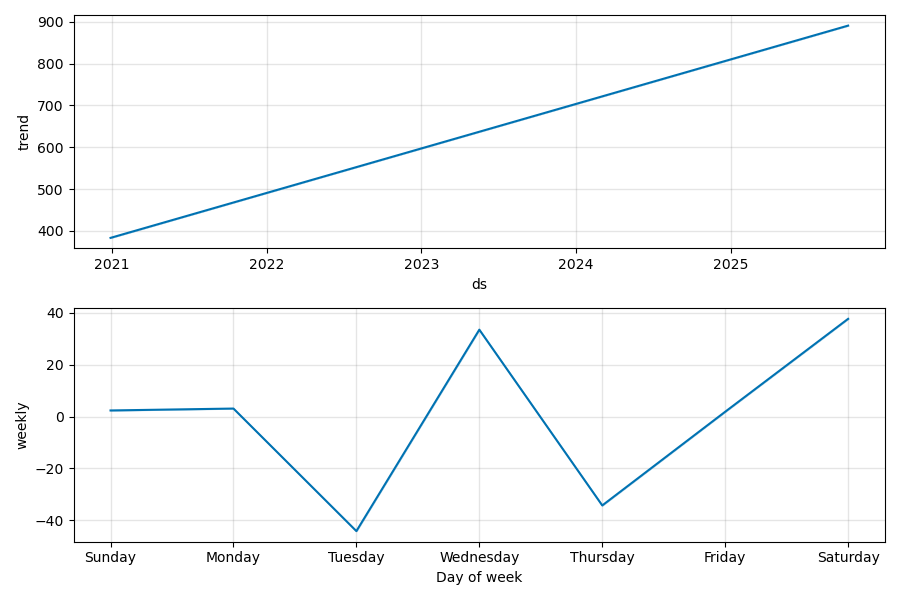 900
800
700
600
500
400
trend
2021 2022 2023 2024 2025
ds
40
20
0
−20
−40
weekly
Sunday Monday Tuesday Wednesday Thursday Friday Saturday
Day of week